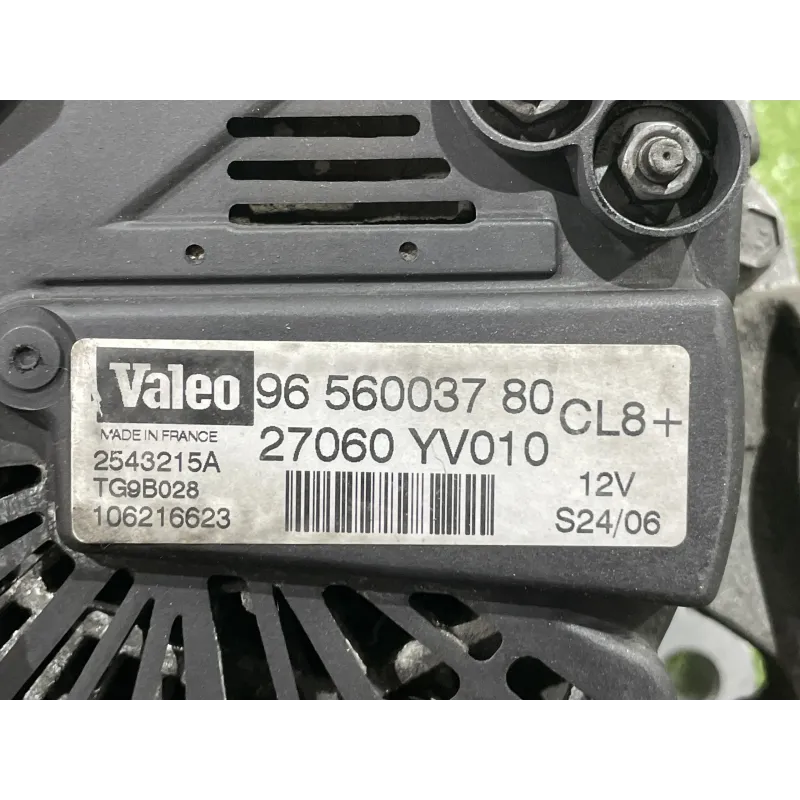 Valeo 96 560037 80 CL8+
MADE IN FRANCE 27060 YV010
2543215A
TG9B028 12V
106216623 S24/06